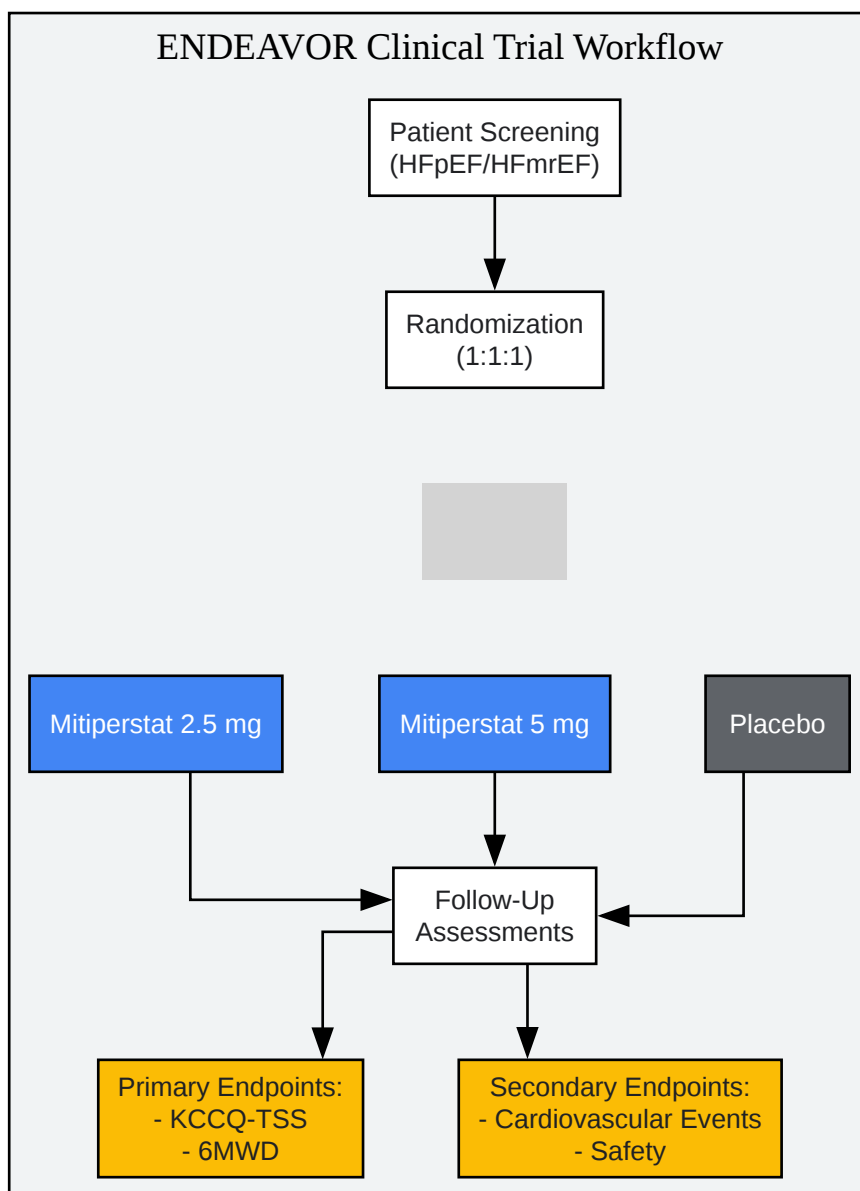 ENDEAVOR Clinical Trial Workflow
Patient Screening
(HFpEF/HFmrEF)
Randomization
(1:1:1)
Mitiperstat 2.5 mg
Mitiperstat 5 mg
Placebo
Follow-Up
Assessments
Primary Endpoints:
- KCCQ-TSS
- 6MWD
Secondary Endpoints:
- Cardiovascular Events
- Safety